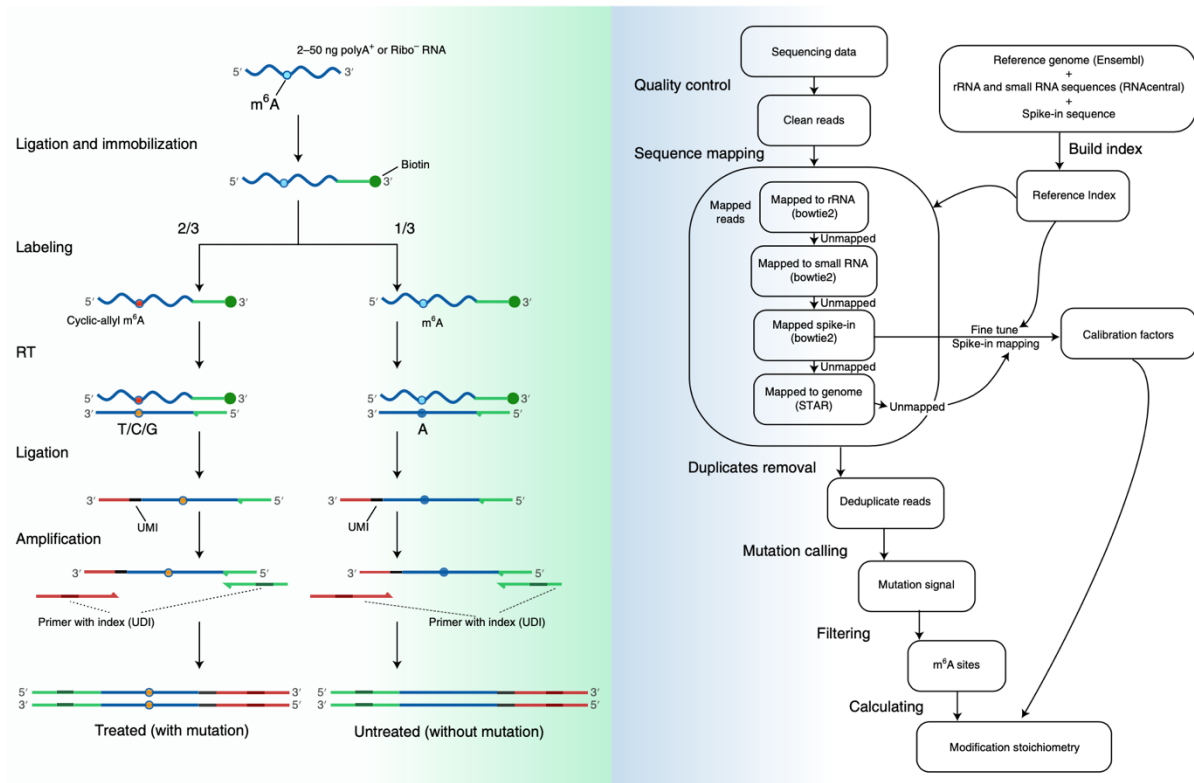 2–50 ng polyA⁺ or Ribo⁻ RNA
5′ 3′
m⁶A
Ligation and immobilization
Biotin
5′ 3′
2/3 1/3
Labeling
5′ 3′ 5′ 3′
Cyclic-allyl m⁶A m⁶A
RT
5′ 3′ 5′ 3′
3′ 5′ 3′ 5′
T/C/G A
Ligation
3′ 5′ 3′ 5′
UMI UMI
Amplification
3′ 5′ 3′ 5′
Primer with index (UDI) Primer with index (UDI)
5′ 3′ 5′ 3′
3′ 5′ 3′ 5′
Treated (with mutation) Untreated (without mutation)
Sequencing data
Quality control
Clean reads
Sequence mapping
Reference genome (Ensembl)
+
rRNA and small RNA sequences (RNAcentral)
+
Spike-in sequence
Build index
Reference Index
Mapped
reads
Mapped to rRNA
(bowtie2)
Unmapped
Mapped to small RNA
(bowtie2)
Unmapped
Mapped spike-in
(bowtie2)
Fine tune
Spike-in mapping
Calibration factors
Unmapped
Mapped to genome
(STAR)
Unmapped
Duplicates removal
Deduplicate reads
Mutation calling
Mutation signal
Filtering
m⁶A sites
Calculating
Modification stoichiometry